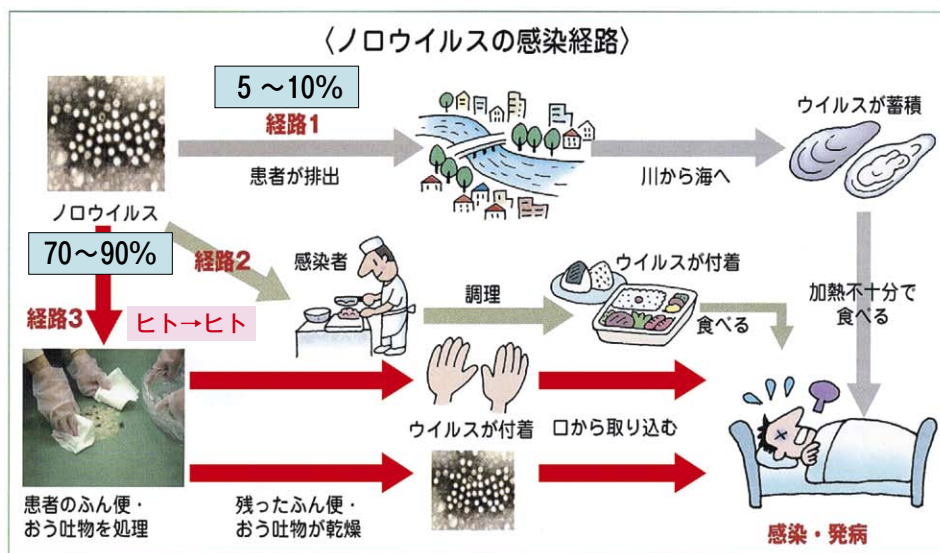 〈ノロウイルスの感染経路〉
5～10%
経路1
患者が排出
川から海へ
ウイルスが蓄積
ノロウイルス
70～90%
経路2
感染者
調理
ウイルスが付着
食べる
加熱不十分で
食べる
経路3
ヒト→ヒト
ウイルスが付着
口から取り込む
患者のふん便・
おう吐物を処理
残ったふん便・
おう吐物が乾燥
感染・発病